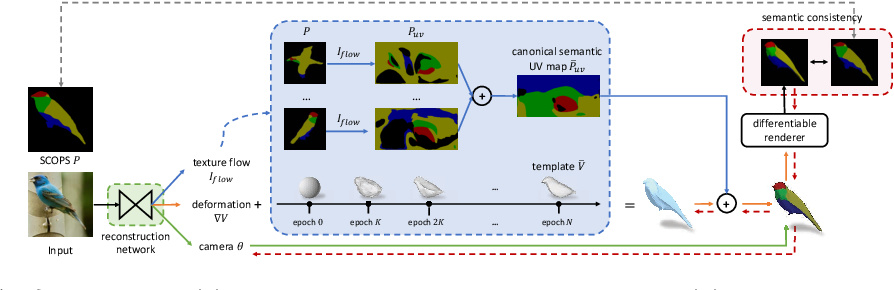 semantic consistency
P
P_uv
I_flow
canonical semantic
UV map P̄_uv
...
...
I_flow
+
differentiable
renderer
SCOPS P
texture flow
I_flow
template V̄
deformation +
∇V
...
=
+
epoch 0
epoch K
epoch 2K
...
epoch N
reconstruction
network
Input
camera θ